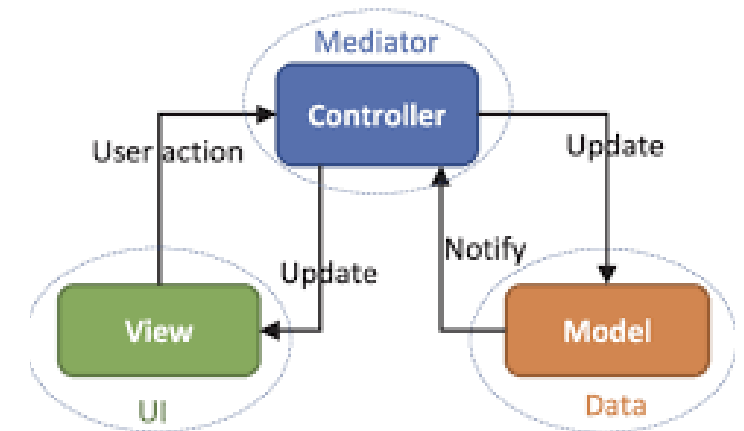 Mediator
Controller
User action
Update
Update
Notify
View
Model
UI
Data